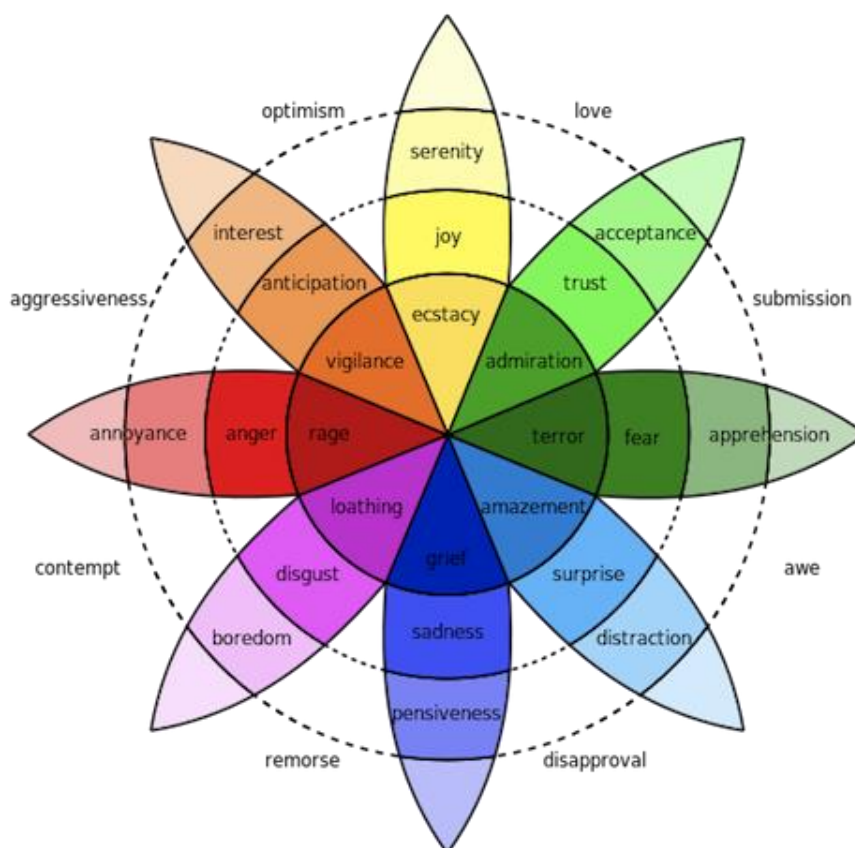 optimism
love
serenity
interest
acceptance
joy
anticipation
trust
aggressiveness
submission
ecstacy
vigilance
admiration
annoyance
anger
rage
terror
fear
apprehension
loathing
amazement
grief
contempt
disgust
surprise
awe
boredom
sadness
distraction
pensiveness
remorse
disapproval